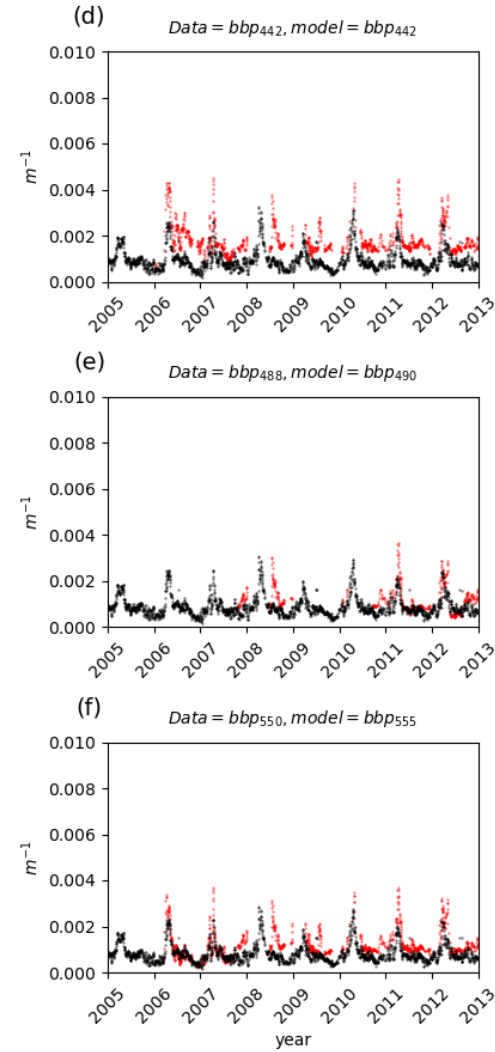 (d)
Data = bbp₄₄₂, model = bbp₄₄₂
0.010
0.008
0.006
0.004
0.002
0.000
m⁻¹
2005 2006 2007 2008 2009 2010 2011 2012 2013
(e)
Data = bbp₄₈₈, model = bbp₄₉₀
0.010
0.008
0.006
0.004
0.002
0.000
m⁻¹
2005 2006 2007 2008 2009 2010 2011 2012 2013
(f)
Data = bbp₅₅₀, model = bbp₅₅₅
0.010
0.008
0.006
0.004
0.002
0.000
m⁻¹
2005 2006 2007 2008 2009 2010 2011 2012 2013
year